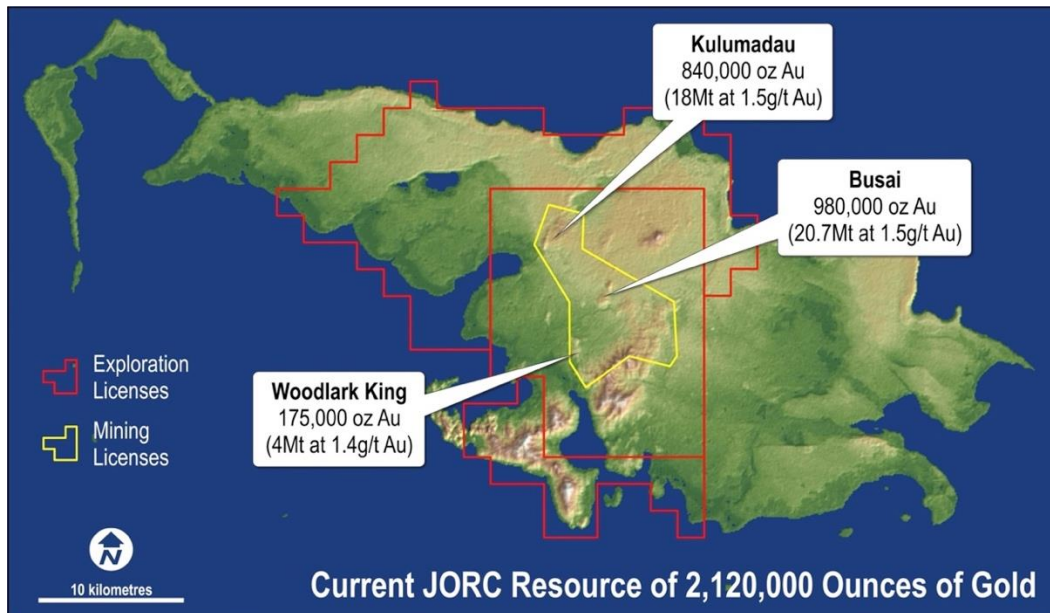 Kulumadau
840,000 oz Au
(18Mt at 1.5g/t Au)
Busai
980,000 oz Au
(20.7Mt at 1.5g/t Au)
Exploration
Licenses
Mining
Licenses
Woodlark King
175,000 oz Au
(4Mt at 1.4g/t Au)
N
10 kilometres
Current JORC Resource of 2,120,000 Ounces of Gold